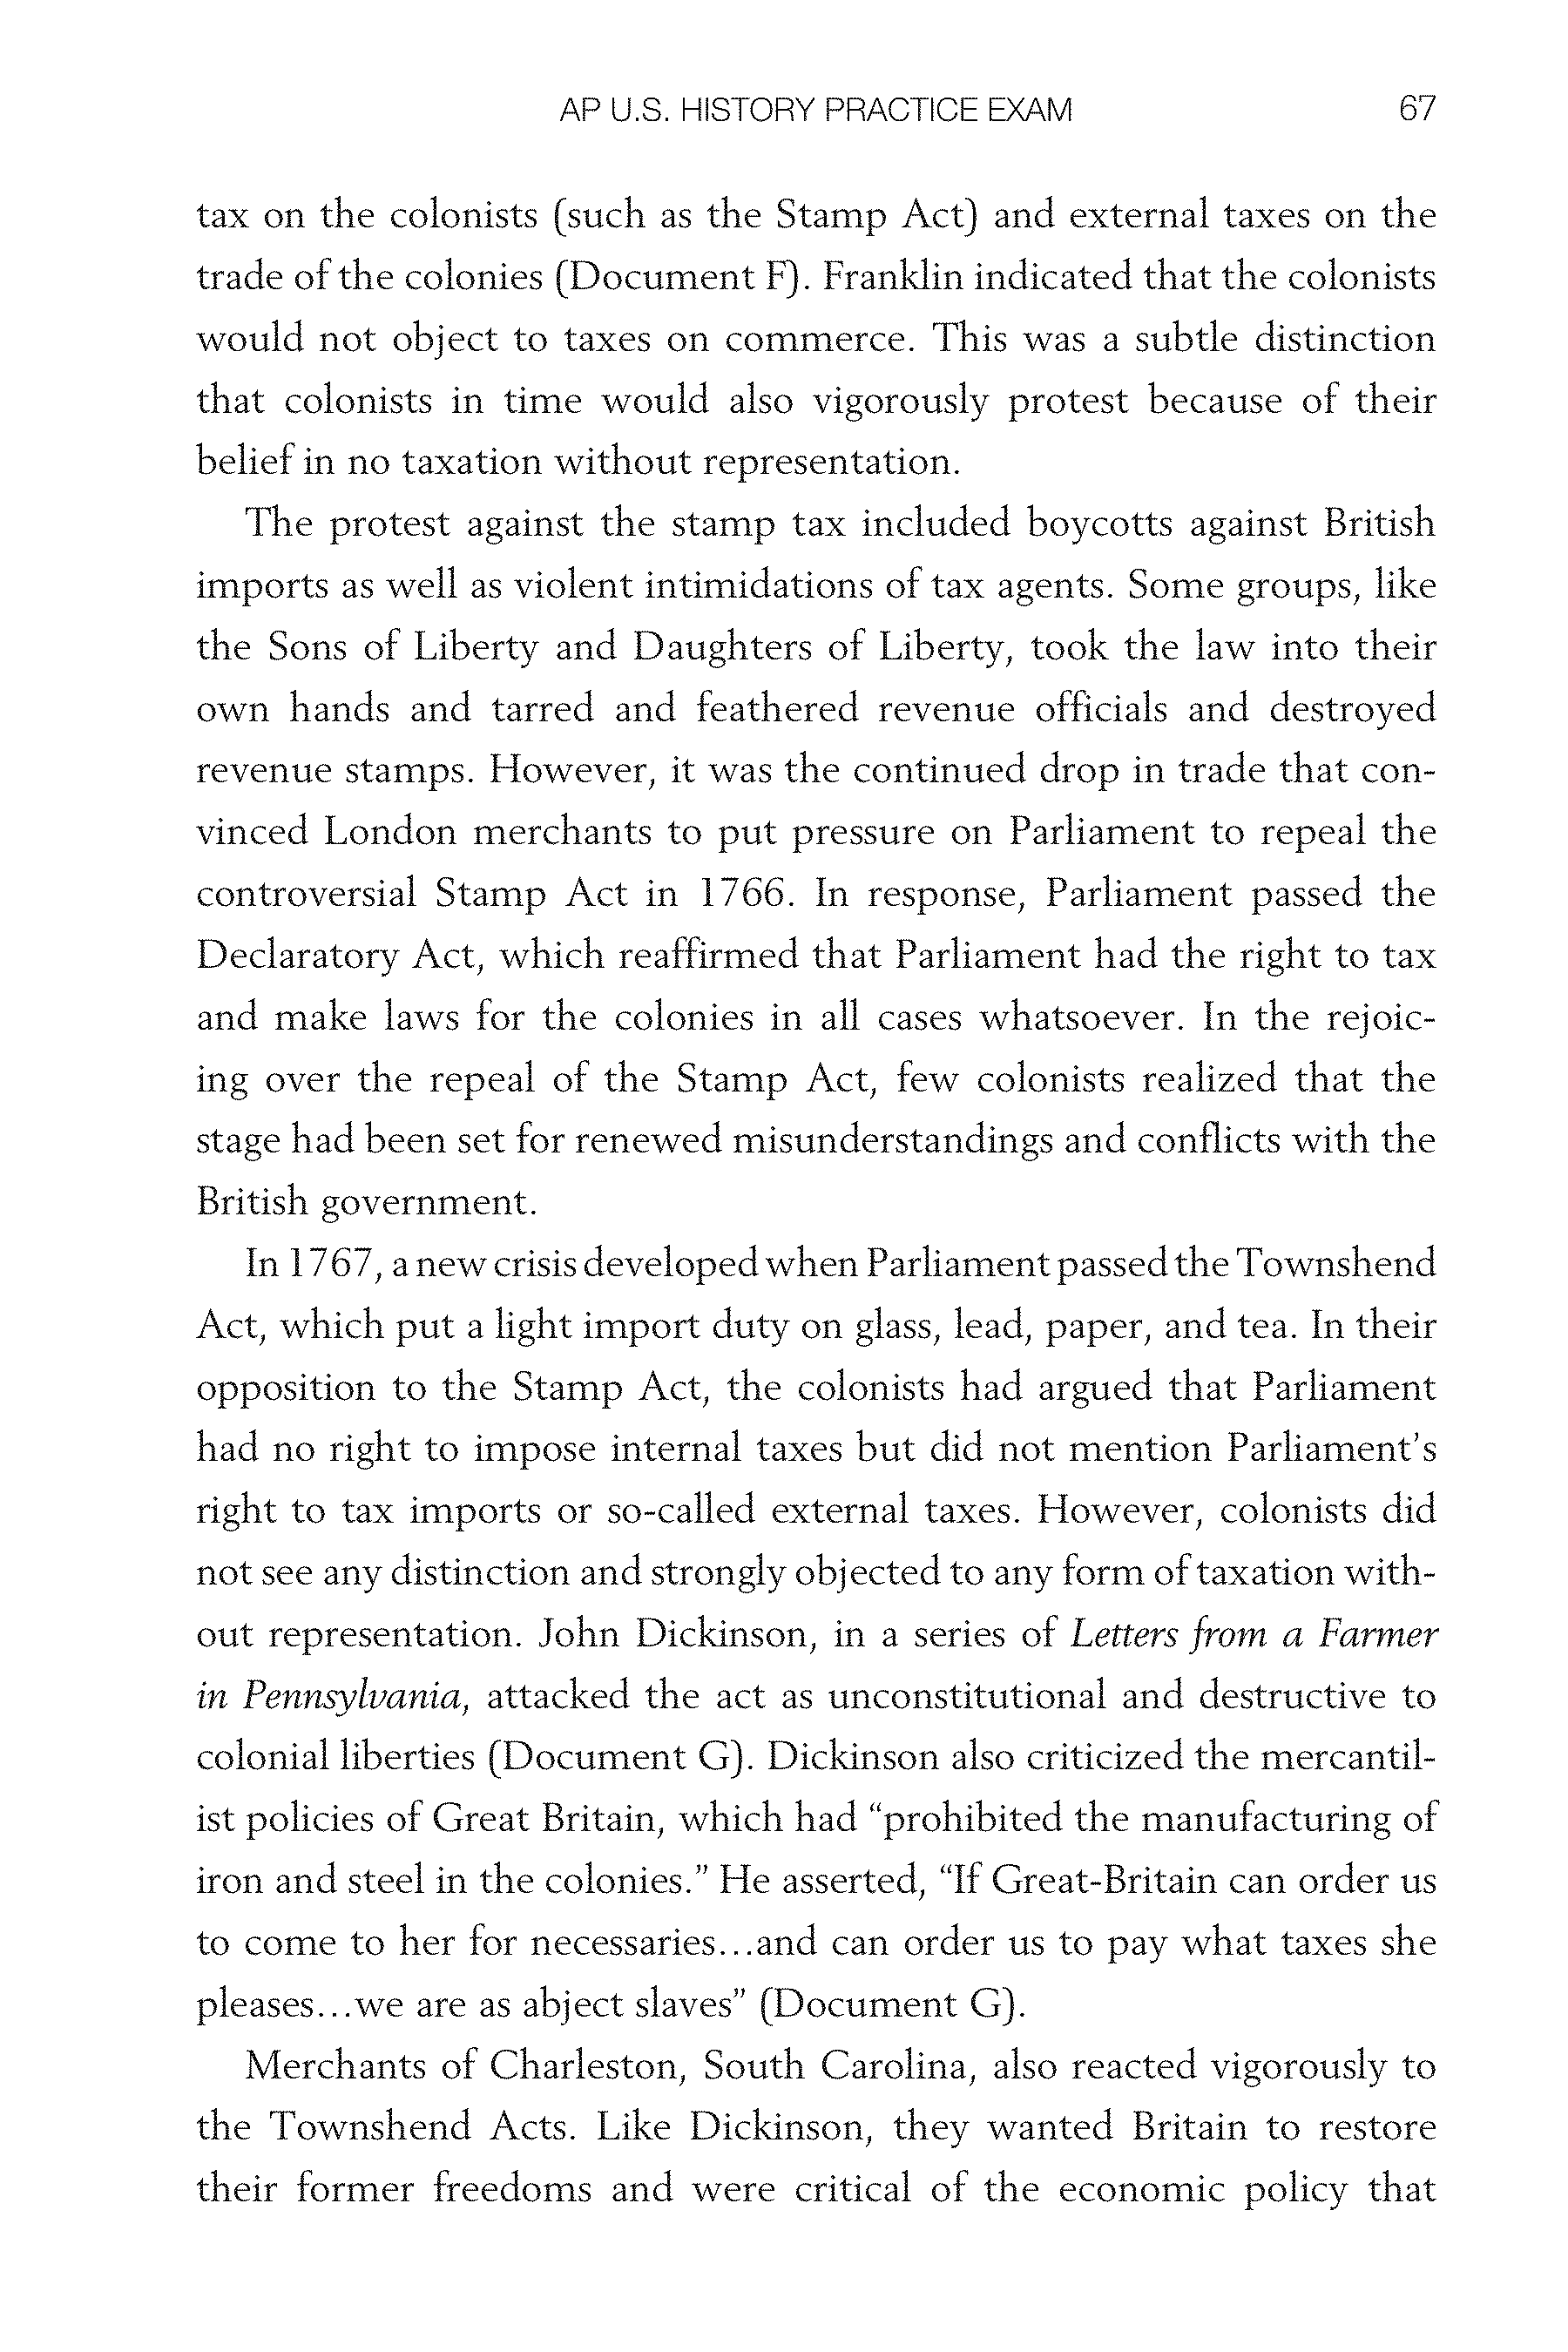 AP U.S. HISTORY PRACTICE EXAM 67
tax on the colonists (such as the Stamp Act) and external taxes on the
trade of the colonies (Document F). Franklin indicated that the colonists
would not object to taxes on commerce. This was a subtle distinction
that colonists in time would also vigorously protest because of their
belief in no taxation without representation.
The protest against the stamp tax included boycotts against British
imports as well as violent intimidations of tax agents. Some groups, like
the Sons of Liberty and Daughters of Liberty, took the law into their
own hands and tarred and feathered revenue officials and destroyed
revenue stamps. However, it was the continued drop in trade that con-
vinced London merchants to put pressure on Parliament to repeal the
controversial Stamp Act in 1766. In response, Parliament passed the
Declaratory Act, which reaffirmed that Parliament had the right to tax
and make laws for the colonies in all cases whatsoever. In the rejoic-
ing over the repeal of the Stamp Act, few colonists realized that the
stage had been set for renewed misunderstandings and conflicts with the
British government.
In 1767, a new crisis developed when Parliament passed the Townshend
Act, which put a light import duty on glass, lead, paper, and tea. In their
opposition to the Stamp Act, the colonists had argued that Parliament
had no right to impose internal taxes but did not mention Parliament’s
right to tax imports or so-called external taxes. However, colonists did
not see any distinction and strongly objected to any form of taxation with-
out representation. John Dickinson, in a series of Letters from a Farmer
in Pennsylvania, attacked the act as unconstitutional and destructive to
colonial liberties (Document G). Dickinson also criticized the mercantil-
ist policies of Great Britain, which had “prohibited the manufacturing of
iron and steel in the colonies.” He asserted, “If Great-Britain can order us
to come to her for necessaries…and can order us to pay what taxes she
pleases…we are as abject slaves” (Document G).
Merchants of Charleston, South Carolina, also reacted vigorously to
the Townshend Acts. Like Dickinson, they wanted Britain to restore
their former freedoms and were critical of the economic policy that